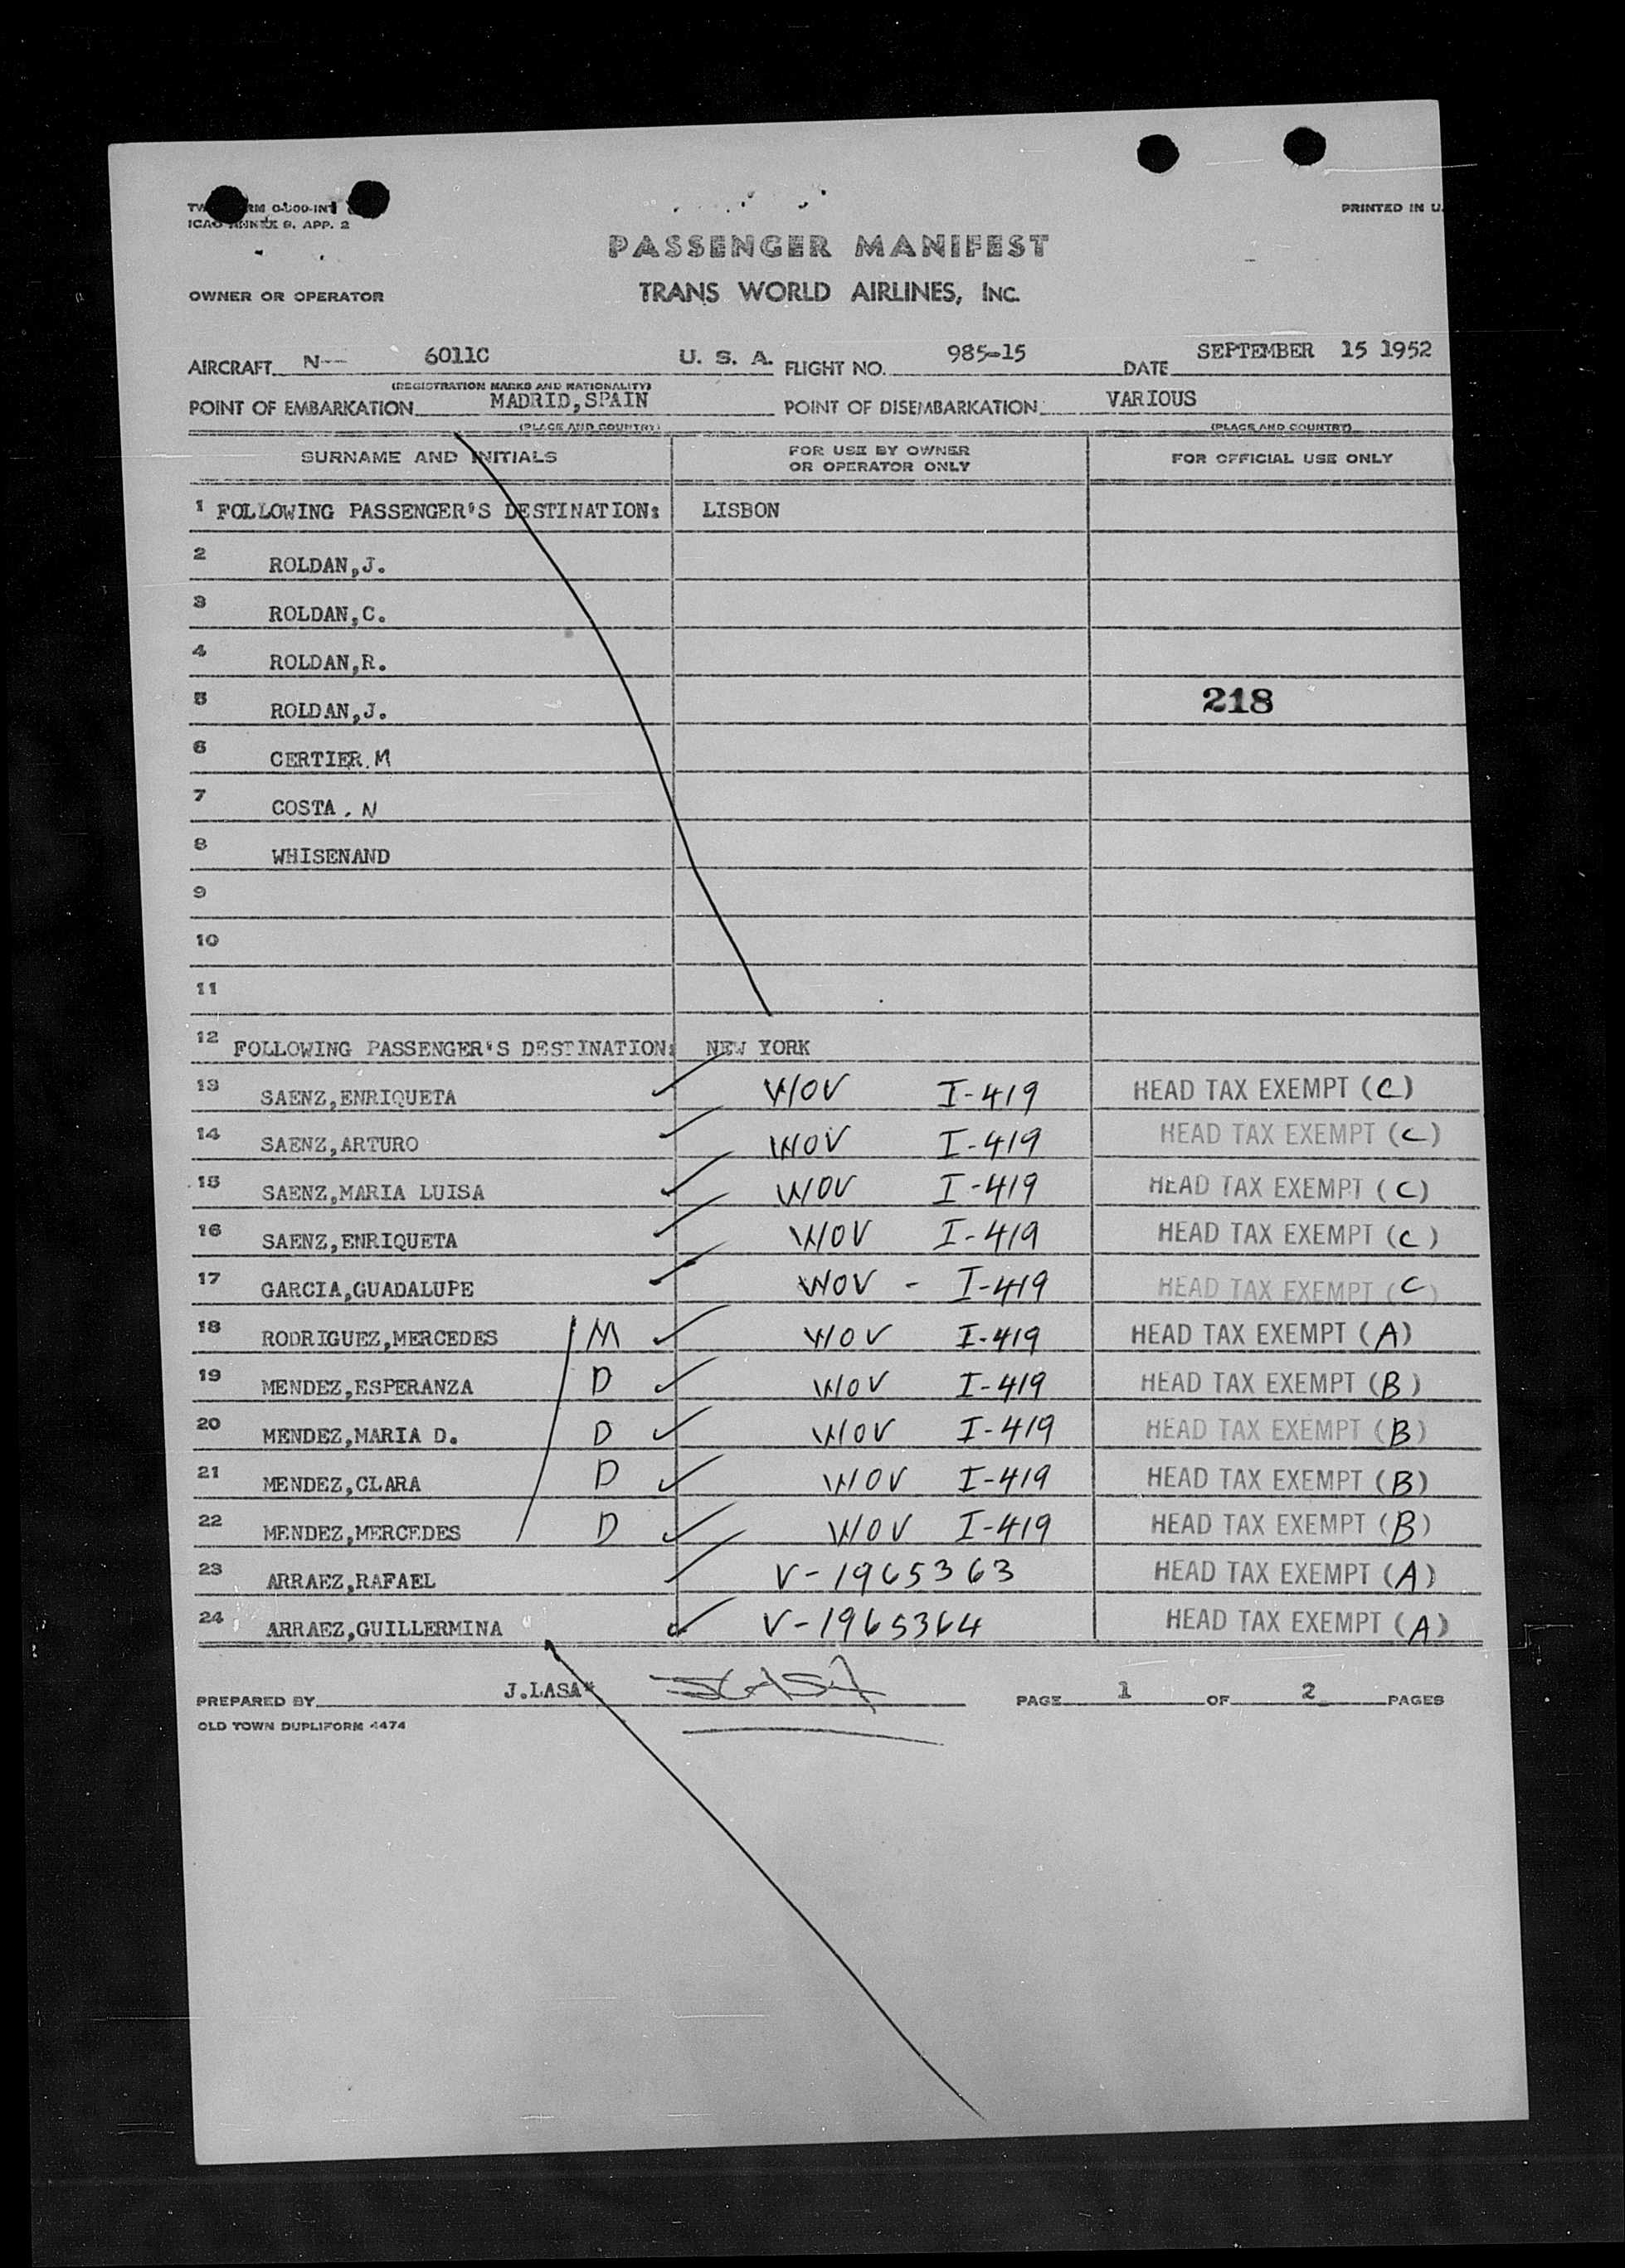 ICAO ANNEX 9. APP. 2
PRINTED IN U.
PASSENGER MANIFEST
OWNER OR OPERATOR TRANS WORLD AIRLINES, INC.
AIRCRAFT N-- 6011C U. S. A. FLIGHT NO. 985-15 DATE SEPTEMBER 15 1952
(REGISTRATION MARKS AND NATIONALITY)
POINT OF EMBARKATION MADRID,SPAIN POINT OF DISEMBARKATION VARIOUS
(PLACE AND COUNTRY) (PLACE AND COUNTRY)
SURNAME AND INITIALS FOR USE BY OWNER OR OPERATOR ONLY FOR OFFICIAL USE ONLY
1 FOLLOWING PASSENGER'S DESTINATION: LISBON
2 ROLDAN,J.
3 ROLDAN,C.
4 ROLDAN,R.
5 ROLDAN,J. 218
6 CERTIER.M
7 COSTA. N
8 WHISENAND
9
10
11
12 FOLLOWING PASSENGER'S DESTINATION: NEW YORK
13 SAENZ,ENRIQUETA WOV I-419 HEAD TAX EXEMPT (C)
14 SAENZ,ARTURO WOV I-419 HEAD TAX EXEMPT (C)
15 SAENZ,MARIA LUISA WOV I-419 HEAD TAX EXEMPT (C)
16 SAENZ,ENRIQUETA WOV I-419 HEAD TAX EXEMPT (C)
17 GARCIA,GUADALUPE WOV - I-419 HEAD TAX EXEMPT (C)
18 RODRIGUEZ,MERCEDES M WOV I-419 HEAD TAX EXEMPT (A)
19 MENDEZ,ESPERANZA D WOV I-419 HEAD TAX EXEMPT (B)
20 MENDEZ,MARIA D. D WOV I-419 HEAD TAX EXEMPT (B)
21 MENDEZ,CLARA D WOV I-419 HEAD TAX EXEMPT (B)
22 MENDEZ,MERCEDES D WOV I-419 HEAD TAX EXEMPT (B)
23 ARRAEZ,RAFAEL V-1965363 HEAD TAX EXEMPT (A)
24 ARRAEZ,GUILLERMINA V-1965364 HEAD TAX EXEMPT (A)
PREPARED BY J.LASA PAGE 1 OF 2 PAGES
OLD TOWN DUPLIFORM 4474